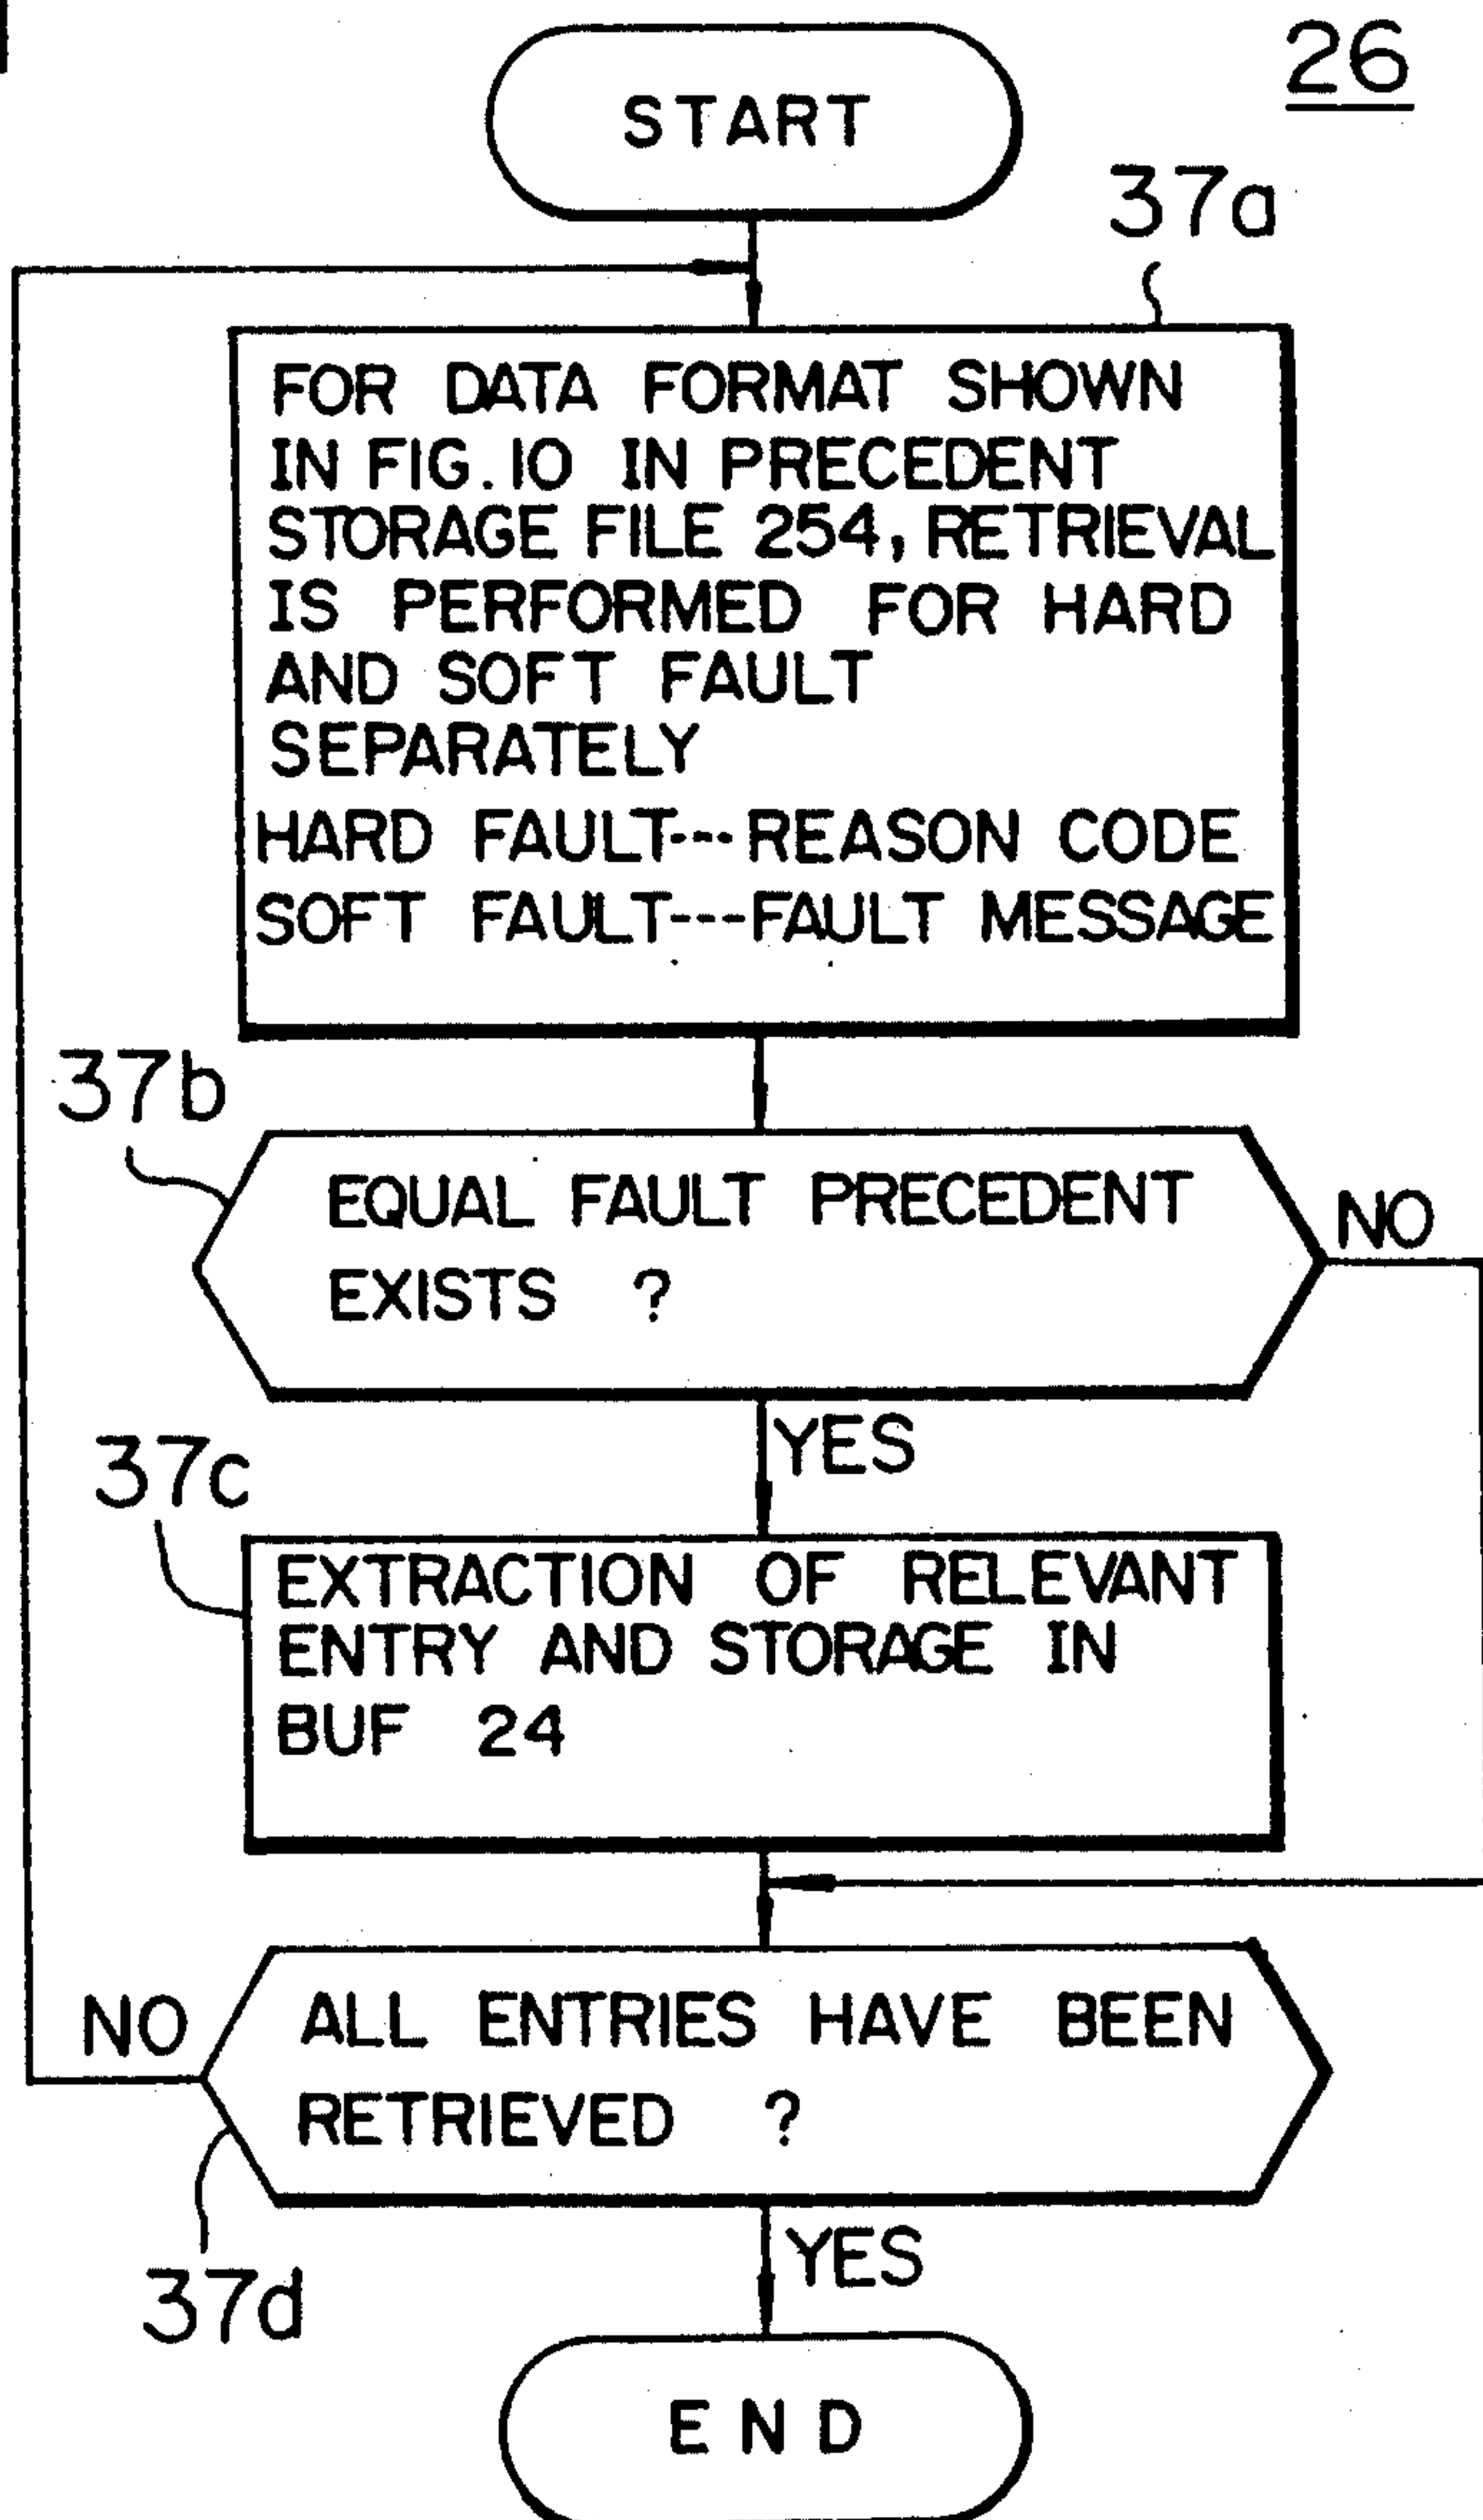 START
26
37a
FOR DATA FORMAT SHOWN
IN FIG.10 IN PRECEDENT
STORAGE FILE 254, RETRIEVAL
IS PERFORMED FOR HARD
AND SOFT FAULT
SEPARATELY
HARD FAULT---REASON CODE
SOFT FAULT---FAULT MESSAGE
37b
EQUAL FAULT PRECEDENT
EXISTS ?
NO
YES
37c
EXTRACTION OF RELEVANT
ENTRY AND STORAGE IN
BUF 24
NO
ALL ENTRIES HAVE BEEN
RETRIEVED ?
YES
37d
END